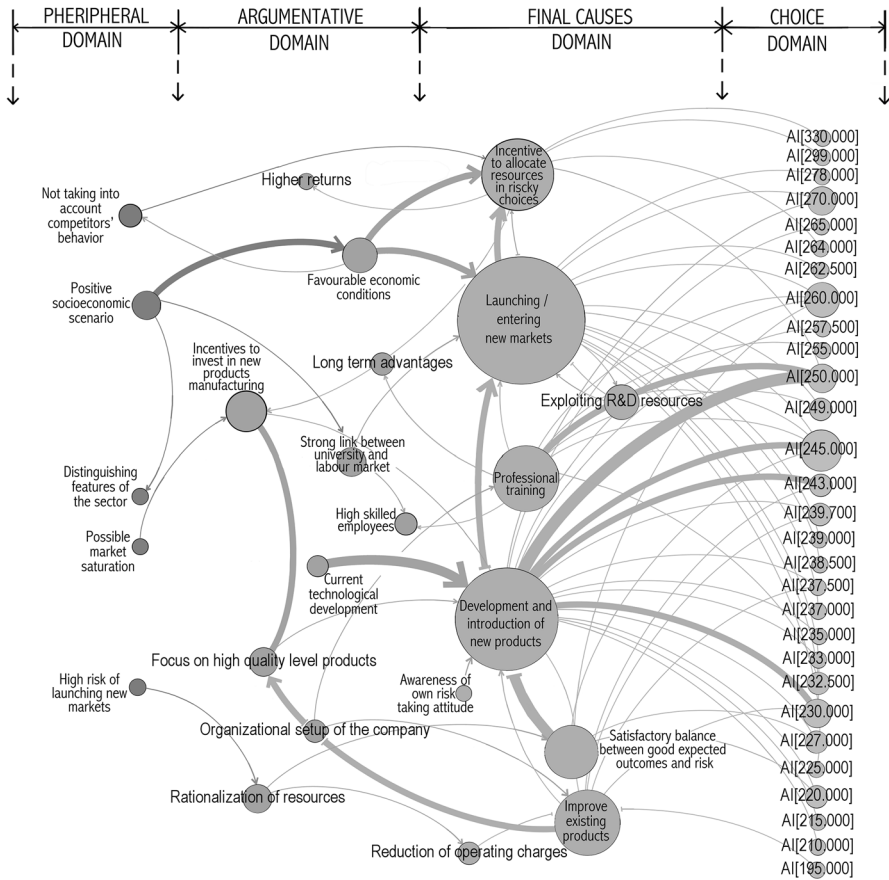 PHERIPHERAL
DOMAIN
ARGUMENTATIVE
DOMAIN
FINAL CAUSES
DOMAIN
CHOICE
DOMAIN
Not taking into
account
competitors'
behavior
Positive
socioeconomic
scenario
Distinguishing
features of
the sector
Possible
market
saturation
High risk of
launching new
markets
Higher returns
Favourable economic
conditions
Incentives to
invest in new
products
manufacturing
Long term advantages
Strong link between
university and
labour market
High skilled
employees
Current
technological
development
Focus on high quality level products
Organizational setup of the company
Rationalization of resources
Awareness of
own risk
taking attitude
Reduction of operating charges
Incentive
to allocate
resources
in riscky
choices
Launching /
entering
new markets
Exploiting R&D resources
Professional
training
Development and
introduction of
new products
Satisfactory balance
between good expected
outcomes and risk
Improve
existing
products
AI[330.000]
AI[299.000]
AI[278.000]
AI[270.000]
AI[265.000]
AI[264.000]
AI[262.500]
AI[260.000]
AI[257.500]
AI[255.000]
AI[250.000]
AI[249.000]
AI[245.000]
AI[243.000]
AI[239.700]
AI[239.000]
AI[238.500]
AI[237.500]
AI[237.000]
AI[235.000]
AI[233.000]
AI[232.500]
AI[230.000]
AI[227.000]
AI[225.000]
AI[220.000]
AI[215.000]
AI[210.000]
AI[195.000]